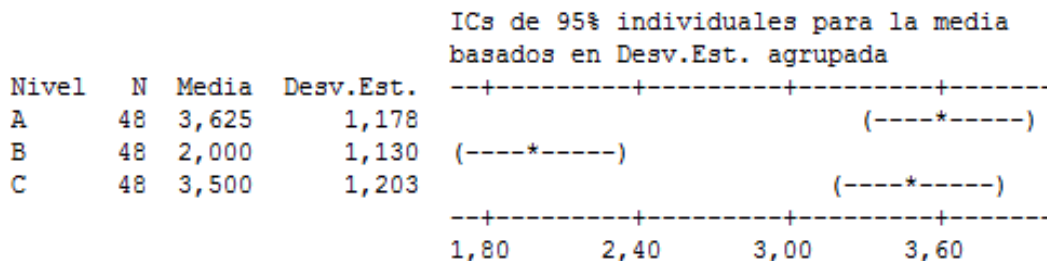 ICs de 95% individuales para la media
basados en Desv.Est. agrupada
Nivel N Media Desv.Est. --+---------+---------+---------+-------
A 48 3,625 1,178 (----*-----)
B 48 2,000 1,130 (----*-----)
C 48 3,500 1,203 (----*-----)
--+---------+---------+---------+-------
1,80 2,40 3,00 3,60